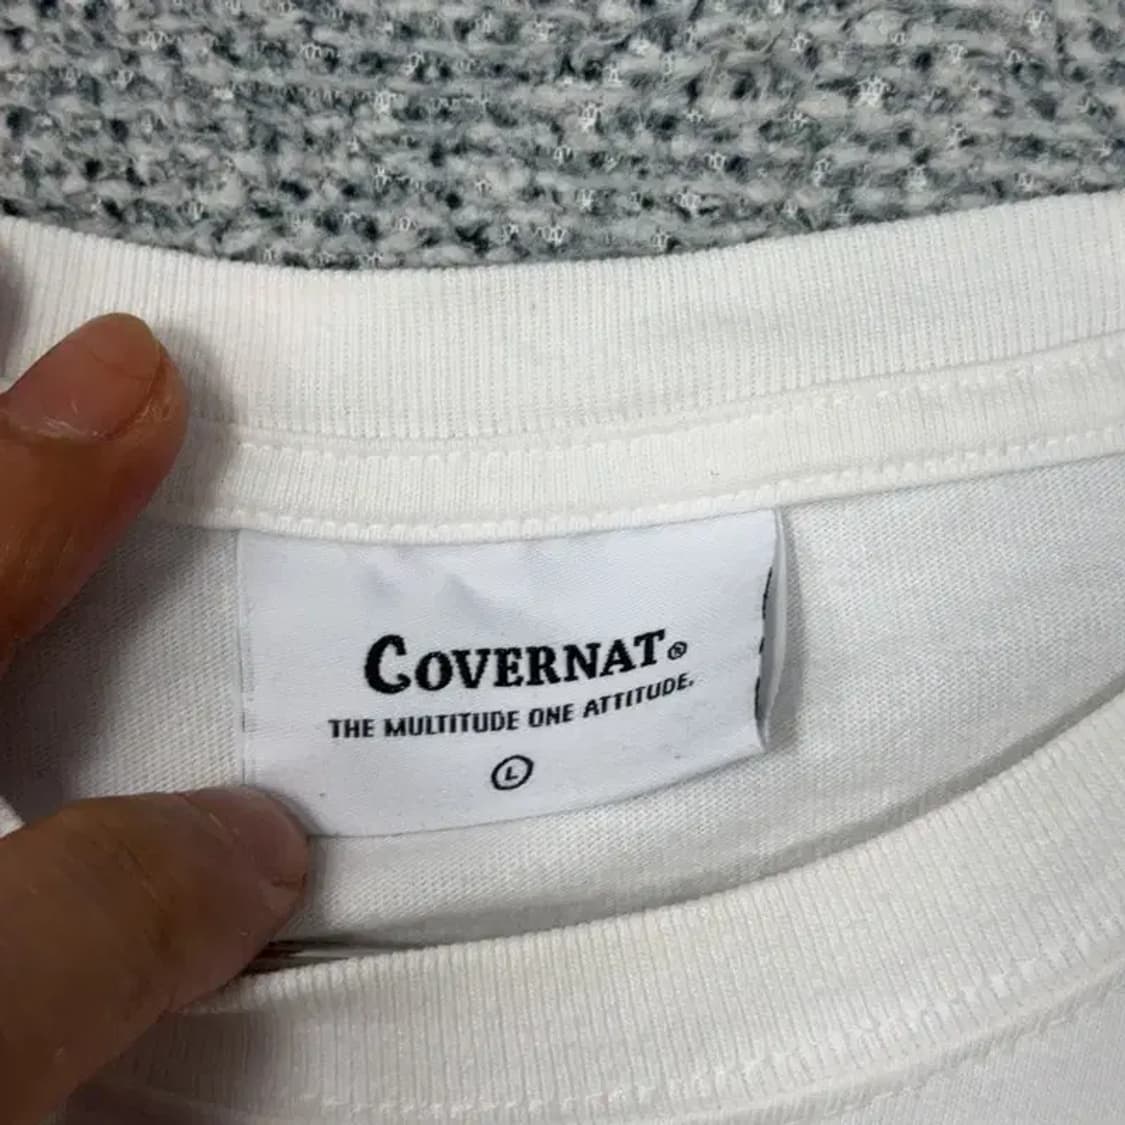 COVERNAT®
THE MULTITUDE ONE ATTITUDE.
L